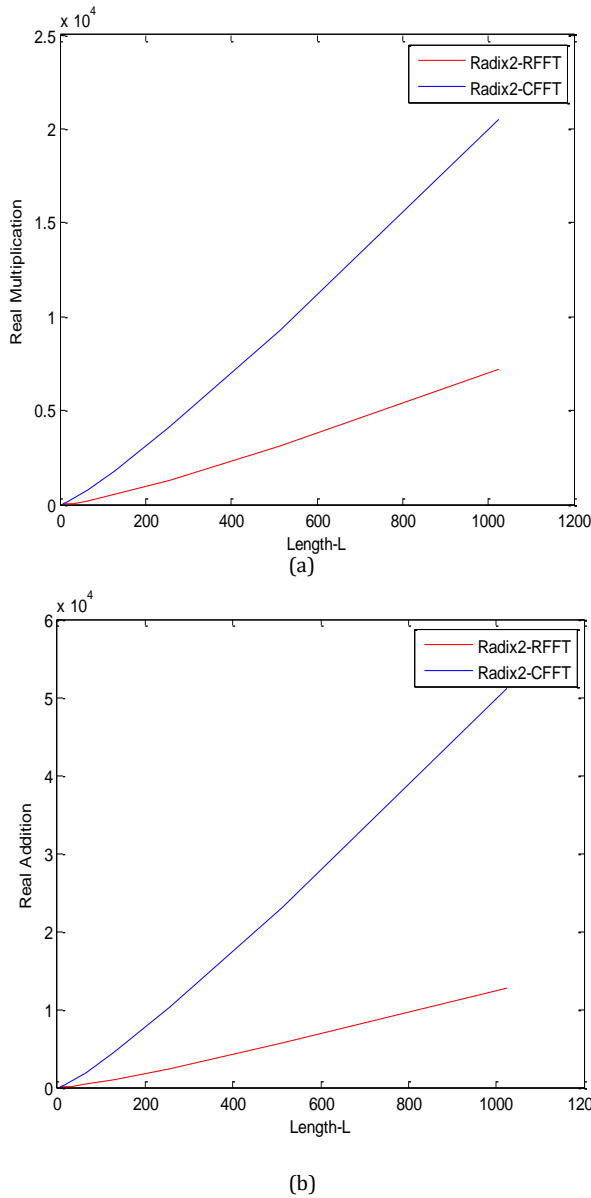 x 10^4
2.5
2
1.5
1
0.5
0
Real Multiplication
Radix2-RFFT
Radix2-CFFT
0 200 400 600 800 1000 1200
Length-L
(a)
x 10^4
6
5
4
3
2
1
0
Real Addition
Radix2-RFFT
Radix2-CFFT
0 200 400 600 800 1000 120
Length-L
(b)